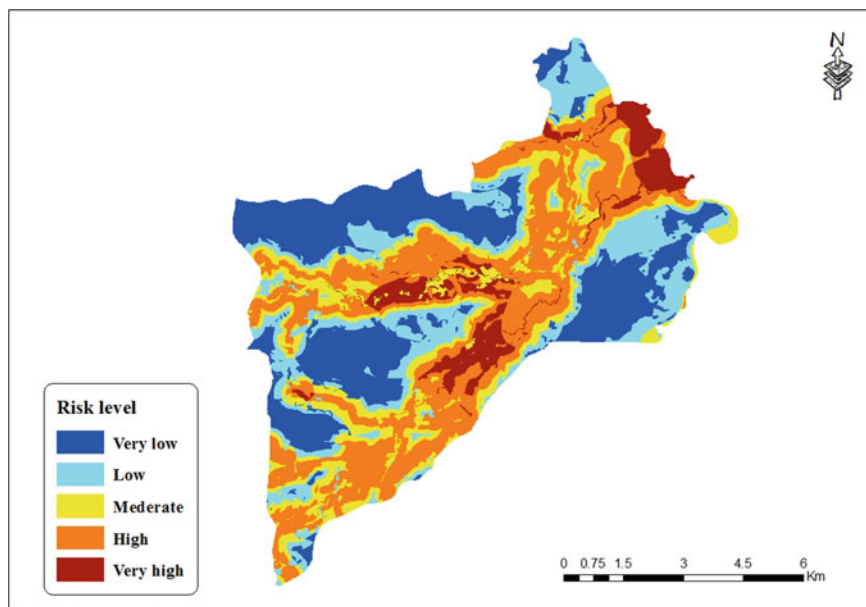 N
Risk level
Very low
Low
Mederate
High
Very high
0 0.75 1.5 3 4.5 6
Km